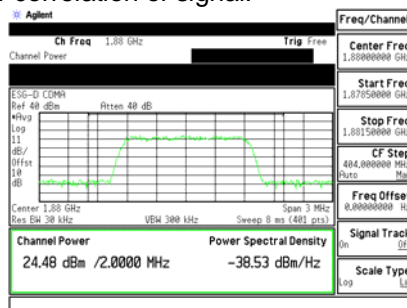 correlation of signal.
Agilent
Freq/Channel
Ch Freq 1.88 GHz Trig Free
Channel Power
Center Freq
1.88000000 GHz
Start Freq
1.87850000 GHz
Stop Freq
1.88150000 GHz
CF Step
404.000000 MHz
Auto Man
Freq Offset
0.00000000 Hz
Signal Track
On Off
Scale Type
Log Lin
ESG-D CDMA
Ref 40 dBm Atten 40 dB
#Avg
Log
11
dB/
Offst
10
dB
Center 1.88 GHz Span 3 MHz
Res BW 30 kHz VBW 300 kHz Sweep 8 ms (401 pts)
Channel Power Power Spectral Density
24.48 dBm /2.0000 MHz -38.53 dBm/Hz